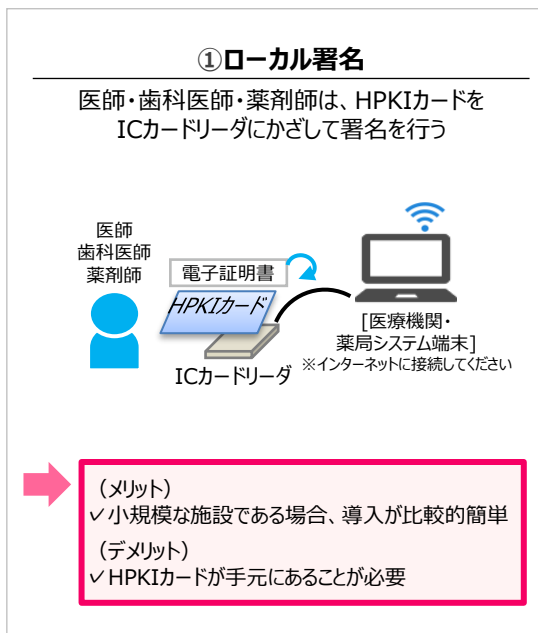 ①ローカル署名
医師・歯科医師・薬剤師は、HPKIカードを
ICカードリーダにかざして署名を行う
医師
歯科医師
薬剤師
電子証明書
HPKIカード
ICカードリーダ
[医療機関・
薬局システム端末]
※インターネットに接続してください
（メリット）
✓小規模な施設である場合、導入が比較的簡単
（デメリット）
✓HPKIカードが手元にあることが必要